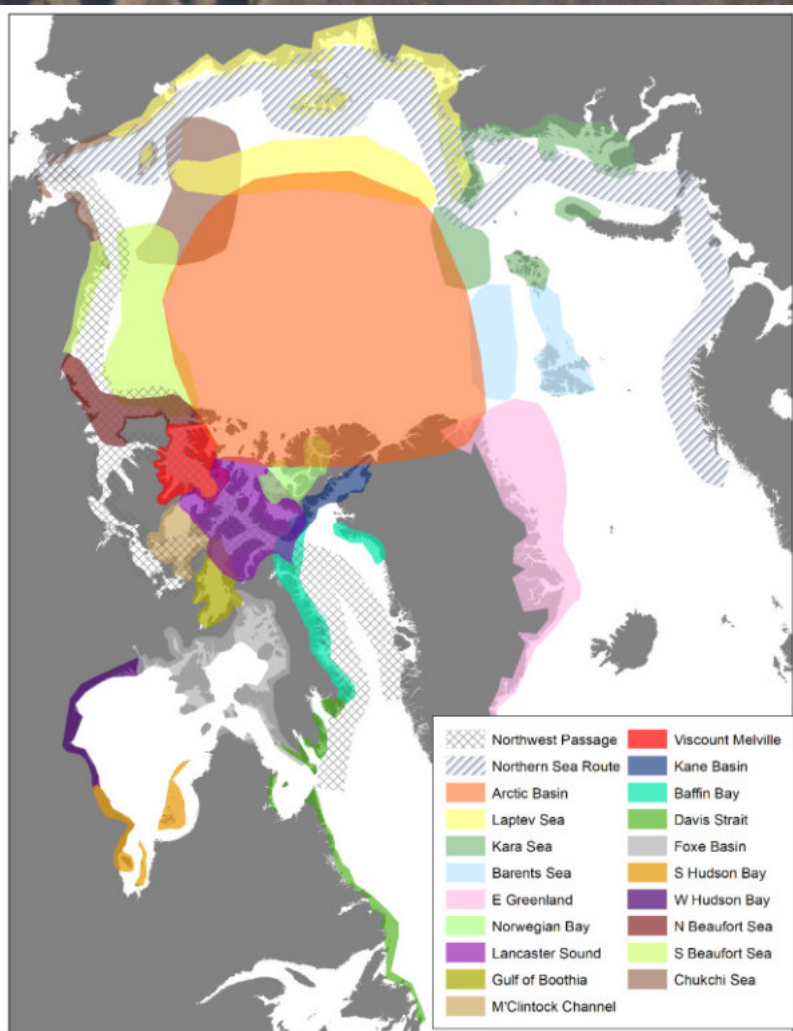 Northwest Passage
Northern Sea Route
Arctic Basin
Laptev Sea
Kara Sea
Barents Sea
E Greenland
Norwegian Bay
Lancaster Sound
Gulf of Boothia
M'Clintock Channel
Viscount Melville
Kane Basin
Baffin Bay
Davis Strait
Foxe Basin
S Hudson Bay
W Hudson Bay
N Beaufort Sea
S Beaufort Sea
Chukchi Sea